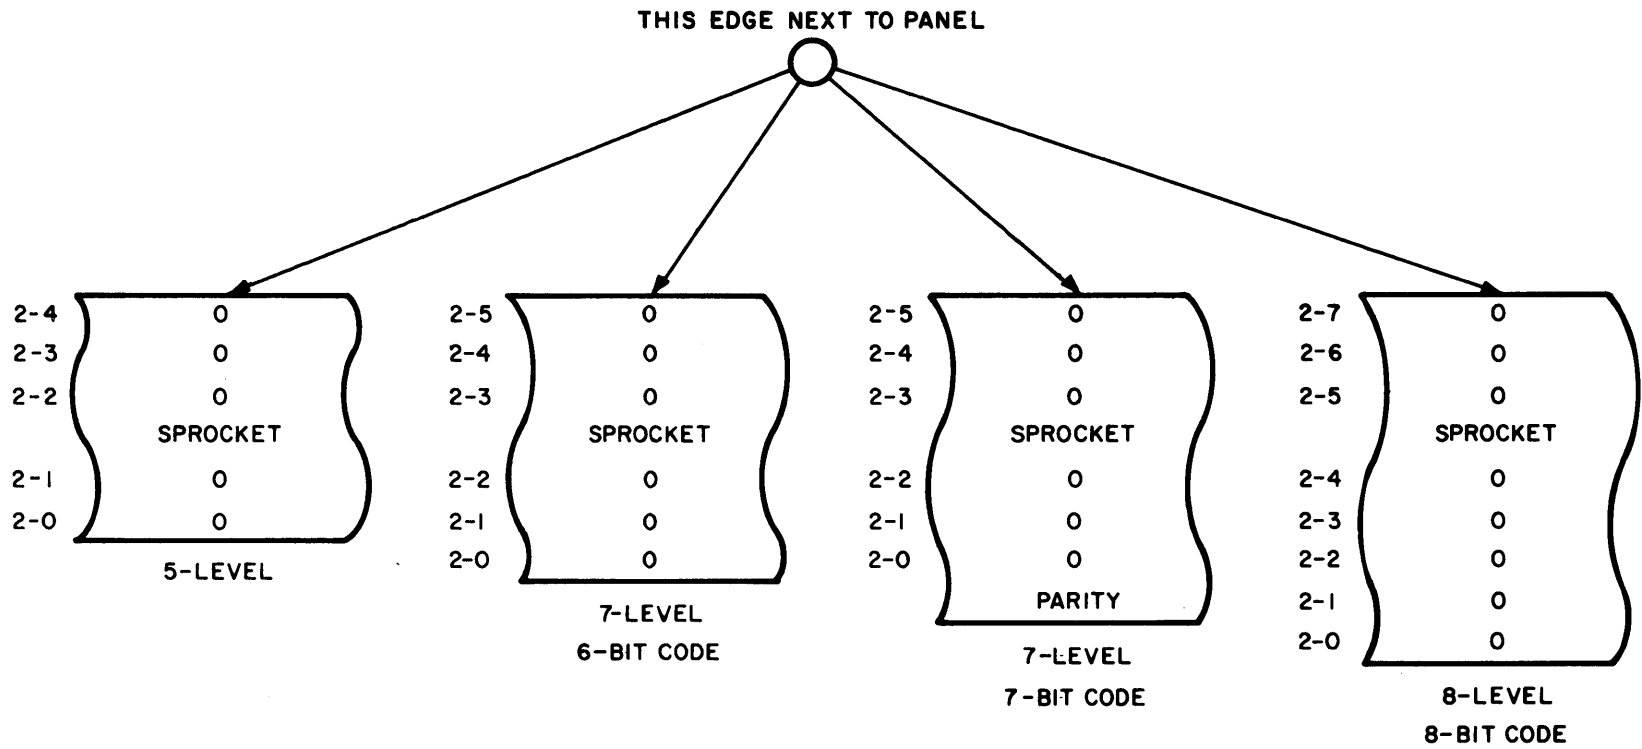 THIS EDGE NEXT TO PANEL
2-4 O
2-3 O
2-2 O
SPROCKET
2-1 O
2-0 O
5-LEVEL
2-5 O
2-4 O
2-3 O
SPROCKET
2-2 O
2-1 O
2-0 O
7-LEVEL
6-BIT CODE
2-5 O
2-4 O
2-3 O
SPROCKET
2-2 O
2-1 O
2-0 O
PARITY
7-LEVEL
7-BIT CODE
2-7 O
2-6 O
2-5 O
SPROCKET
2-4 O
2-3 O
2-2 O
2-1 O
2-0 O
8-LEVEL
8-BIT CODE